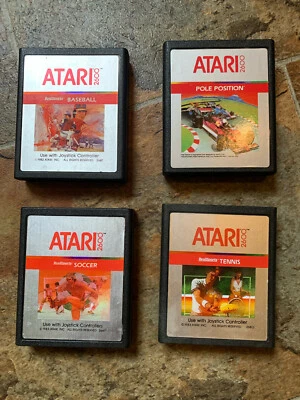 ATARI 2600
RealSports
BASEBALL
Use with Joystick Controller
ATARI 2600
POLE POSITION
ATARI 2600
RealSports
SOCCER
Use with Joystick Controllers
ATARI 2600
RealSports
TENNIS
Use with Joystick Controller